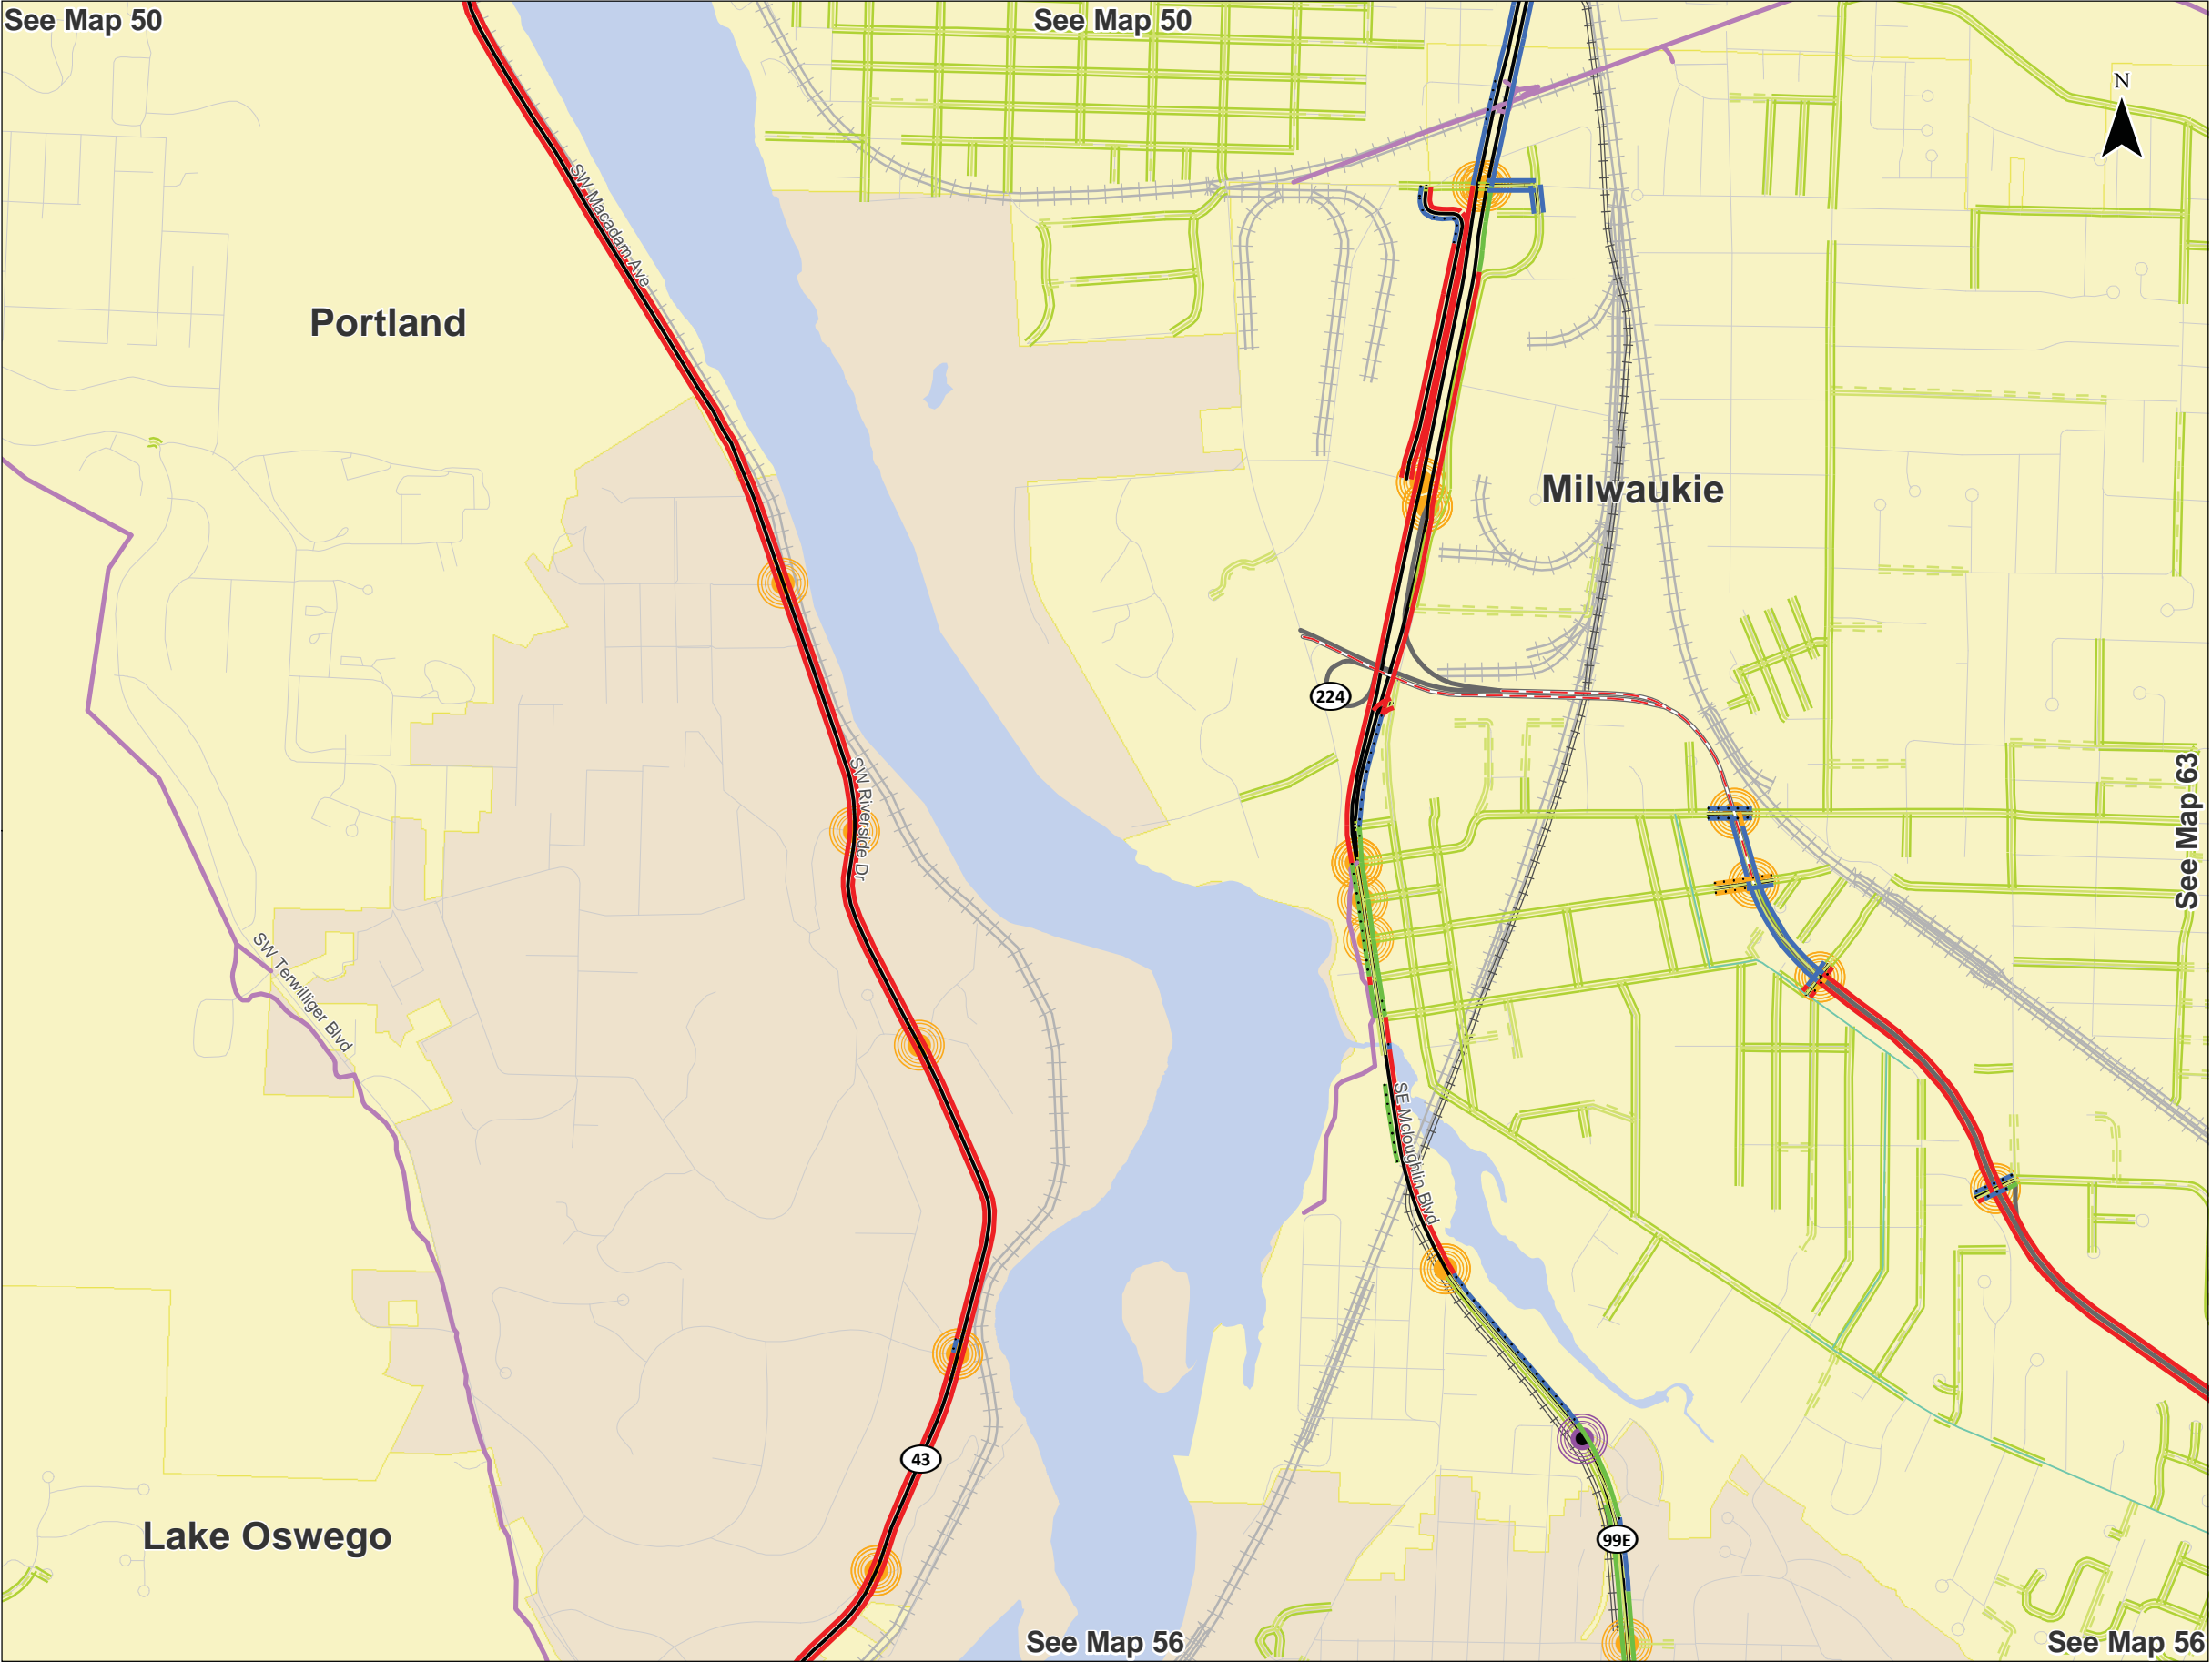 See Map 50
See Map 50
N
SW Macadam Ave
Portland
Milwaukie
224
See Map 63
SW Riverside Dr
SW Terwilliger Blvd
SE Mcloughlin Blvd
43
Lake Oswego
99E
See Map 56
See Map 56